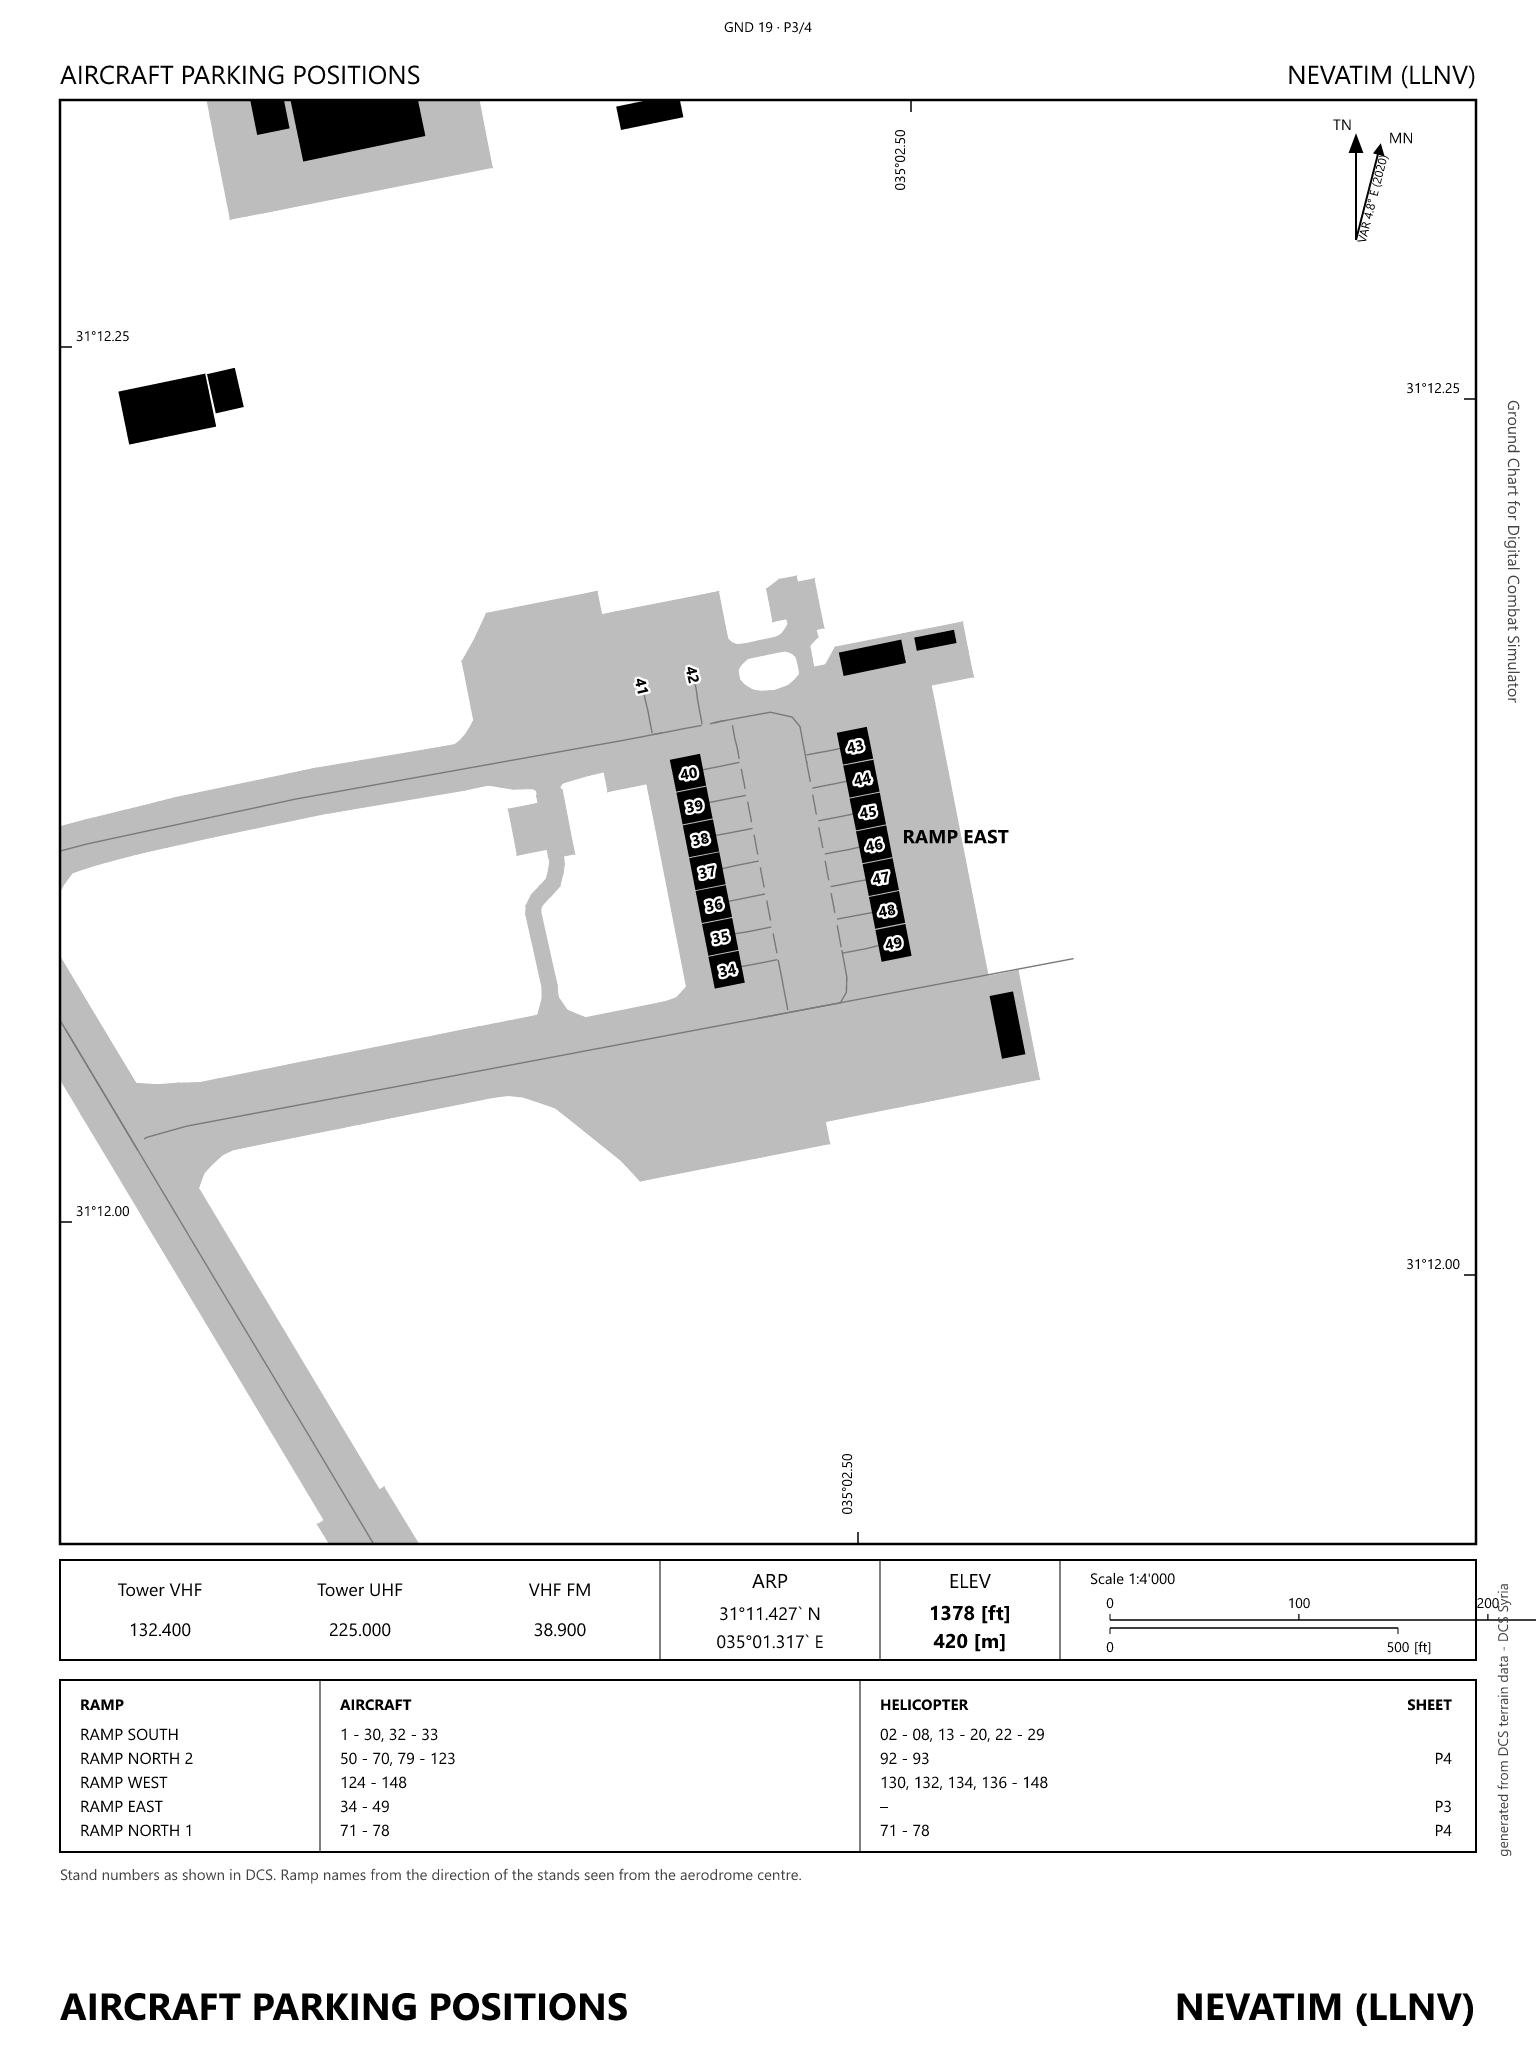 GND 19 · P3/4
AIRCRAFT PARKING POSITIONS
NEVATIM (LLNV)
035°02.50
TN
MN
VAR 4.8° E (2020)
31°12.25
31°12.25
Ground Chart for Digital Combat Simulator
41
42
40
39
38
37
36
35
34
43
44
45
46
47
48
49
RAMP EAST
31°12.00
31°12.00
035°02.50
Tower VHF
132.400
Tower UHF
225.000
VHF FM
38.900
ARP
31°11.427` N
035°01.317` E
ELEV
1378 [ft]
420 [m]
Scale 1:4'000
0 100 200
0 500 [ft]
generated from DCS terrain data - DCS Syria
RAMP AIRCRAFT HELICOPTER SHEET
RAMP SOUTH 1 - 30, 32 - 33 02 - 08, 13 - 20, 22 - 29
RAMP NORTH 2 50 - 70, 79 - 123 92 - 93 P4
RAMP WEST 124 - 148 130, 132, 134, 136 - 148
RAMP EAST 34 - 49 – P3
RAMP NORTH 1 71 - 78 71 - 78 P4
Stand numbers as shown in DCS. Ramp names from the direction of the stands seen from the aerodrome centre.
AIRCRAFT PARKING POSITIONS
NEVATIM (LLNV)